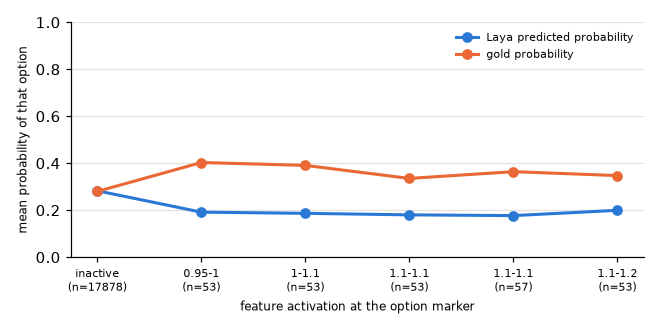 1.0
0.8
0.6
0.4
0.2
0.0
mean probability of that option
Laya predicted probability
gold probability
inactive 0.95-1 1-1.1 1.1-1.1 1.1-1.1 1.1-1.2
(n=17878) (n=53) (n=53) (n=53) (n=57) (n=53)
feature activation at the option marker